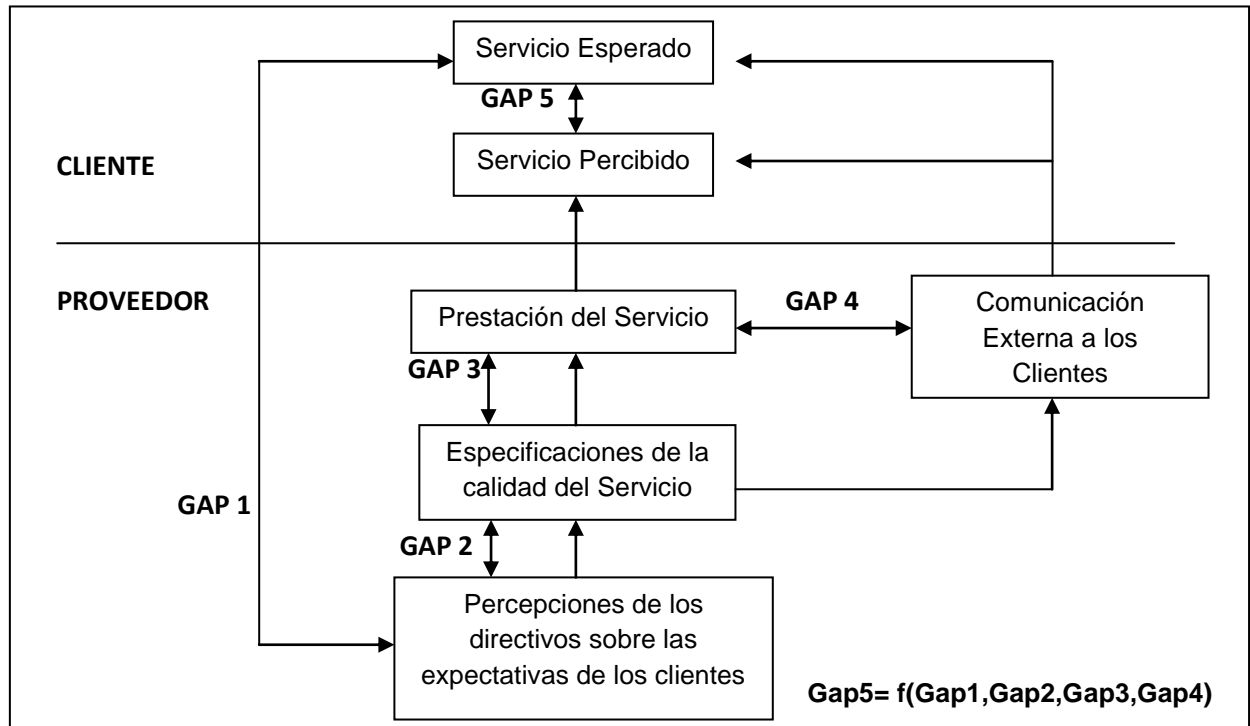 Servicio Esperado
GAP 5
Servicio Percibido
CLIENTE
PROVEEDOR
Prestación del Servicio
GAP 4
Comunicación
Externa a los
Clientes
GAP 3
Especificaciones de la
calidad del Servicio
GAP 1
GAP 2
Percepciones de los
directivos sobre las
expectativas de los clientes
Gap5= f(Gap1,Gap2,Gap3,Gap4)